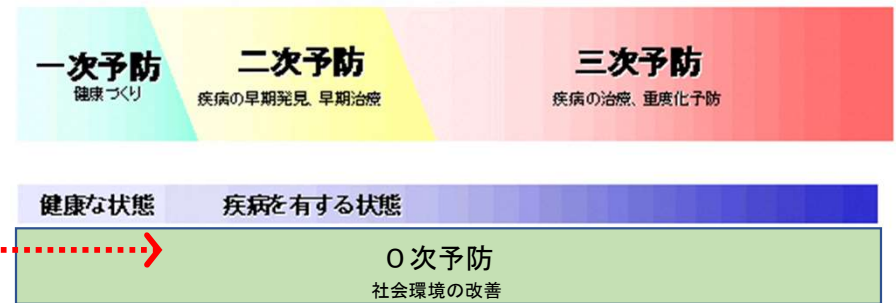 一次予防
健康づくり
二次予防
疾病の早期発見、早期治療
三次予防
疾病の治療、重度化予防
健康な状態
疾病を有する状態
０次予防
社会環境の改善